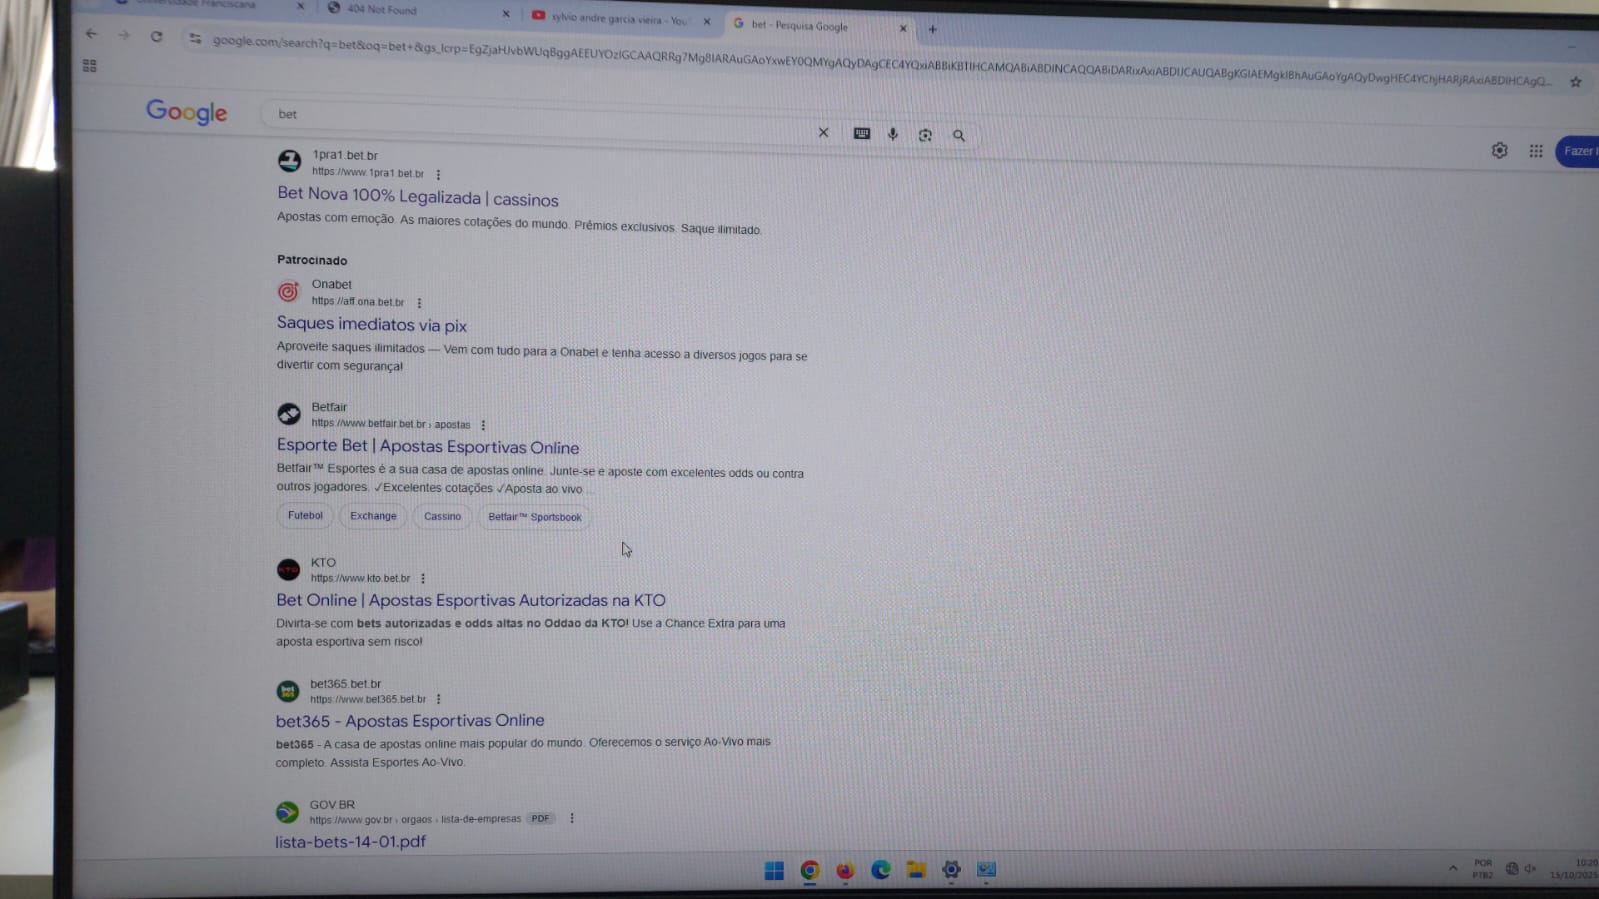 Universidade Franciscana
404 Not Found
sylvio andre garcia vieira - You
bet - Pesquisa Google
Google
bet
Fazer l
1pra1.bet.br
https://www.1pra1.bet.br
Bet Nova 100% Legalizada | cassinos
Apostas com emoção. As maiores cotações do mundo. Prêmios exclusivos. Saque ilimitado.
Patrocinado
Onabet
https://aff.ona.bet.br
Saques imediatos via pix
Aproveite saques ilimitados — Vem com tudo para a Onabet e tenha acesso a diversos jogos para se
divertir com segurança!
Betfair
https://www.betfair.bet.br › apostas
Esporte Bet | Apostas Esportivas Online
Betfair™ Esportes é a sua casa de apostas online. Junte-se e aposte com excelentes odds ou contra
outros jogadores. ✓Excelentes cotações ✓Aposta ao vivo ...
Futebol
Exchange
Cassino
Betfair™ Sportsbook
KTO
KTO
https://www.kto.bet.br
Bet Online | Apostas Esportivas Autorizadas na KTO
Divirta-se com bets autorizadas e odds altas no Oddao da KTO! Use a Chance Extra para uma
aposta esportiva sem risco!
bet365.bet.br
bet
365
https://www.bet365.bet.br
bet365 - Apostas Esportivas Online
bet365 - A casa de apostas online mais popular do mundo. Oferecemos o serviço Ao-Vivo mais
completo. Assista Esportes Ao-Vivo.
GOV.BR
https://www.gov.br › orgaos › lista-de-empresas PDF
lista-bets-14-01.pdf
POR
PTB2
10:20
15/10/2025